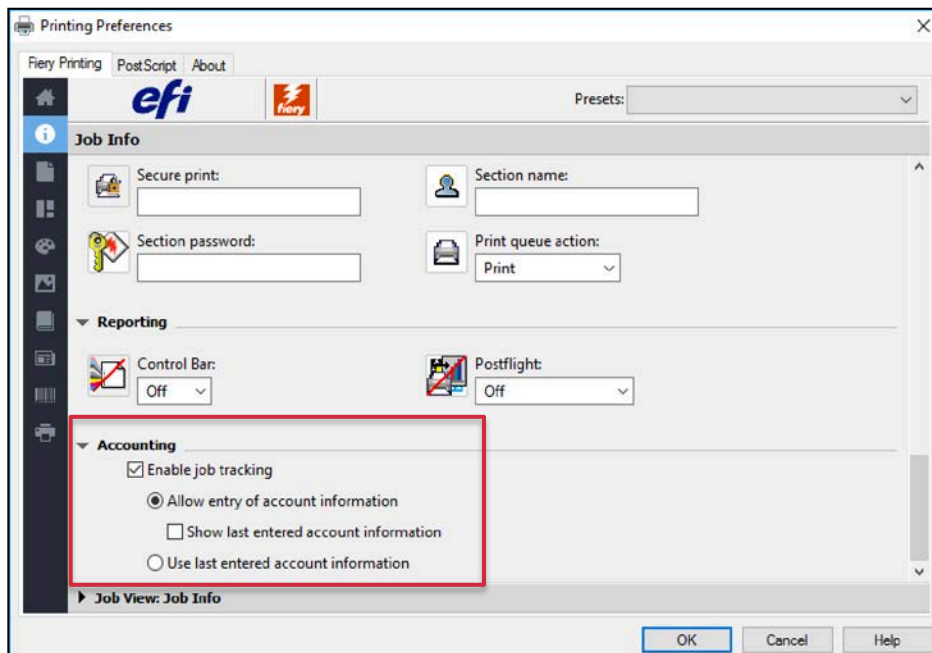 Printing Preferences
Fiery Printing PostScript About
efi fiery Presets:
Job Info
Secure print: Section name:
Section password: Print queue action:
Print
Reporting
Control Bar: Postflight:
Off Off
Accounting
Enable job tracking
Allow entry of account information
Show last entered account information
Use last entered account information
Job View: Job Info
OK Cancel Help